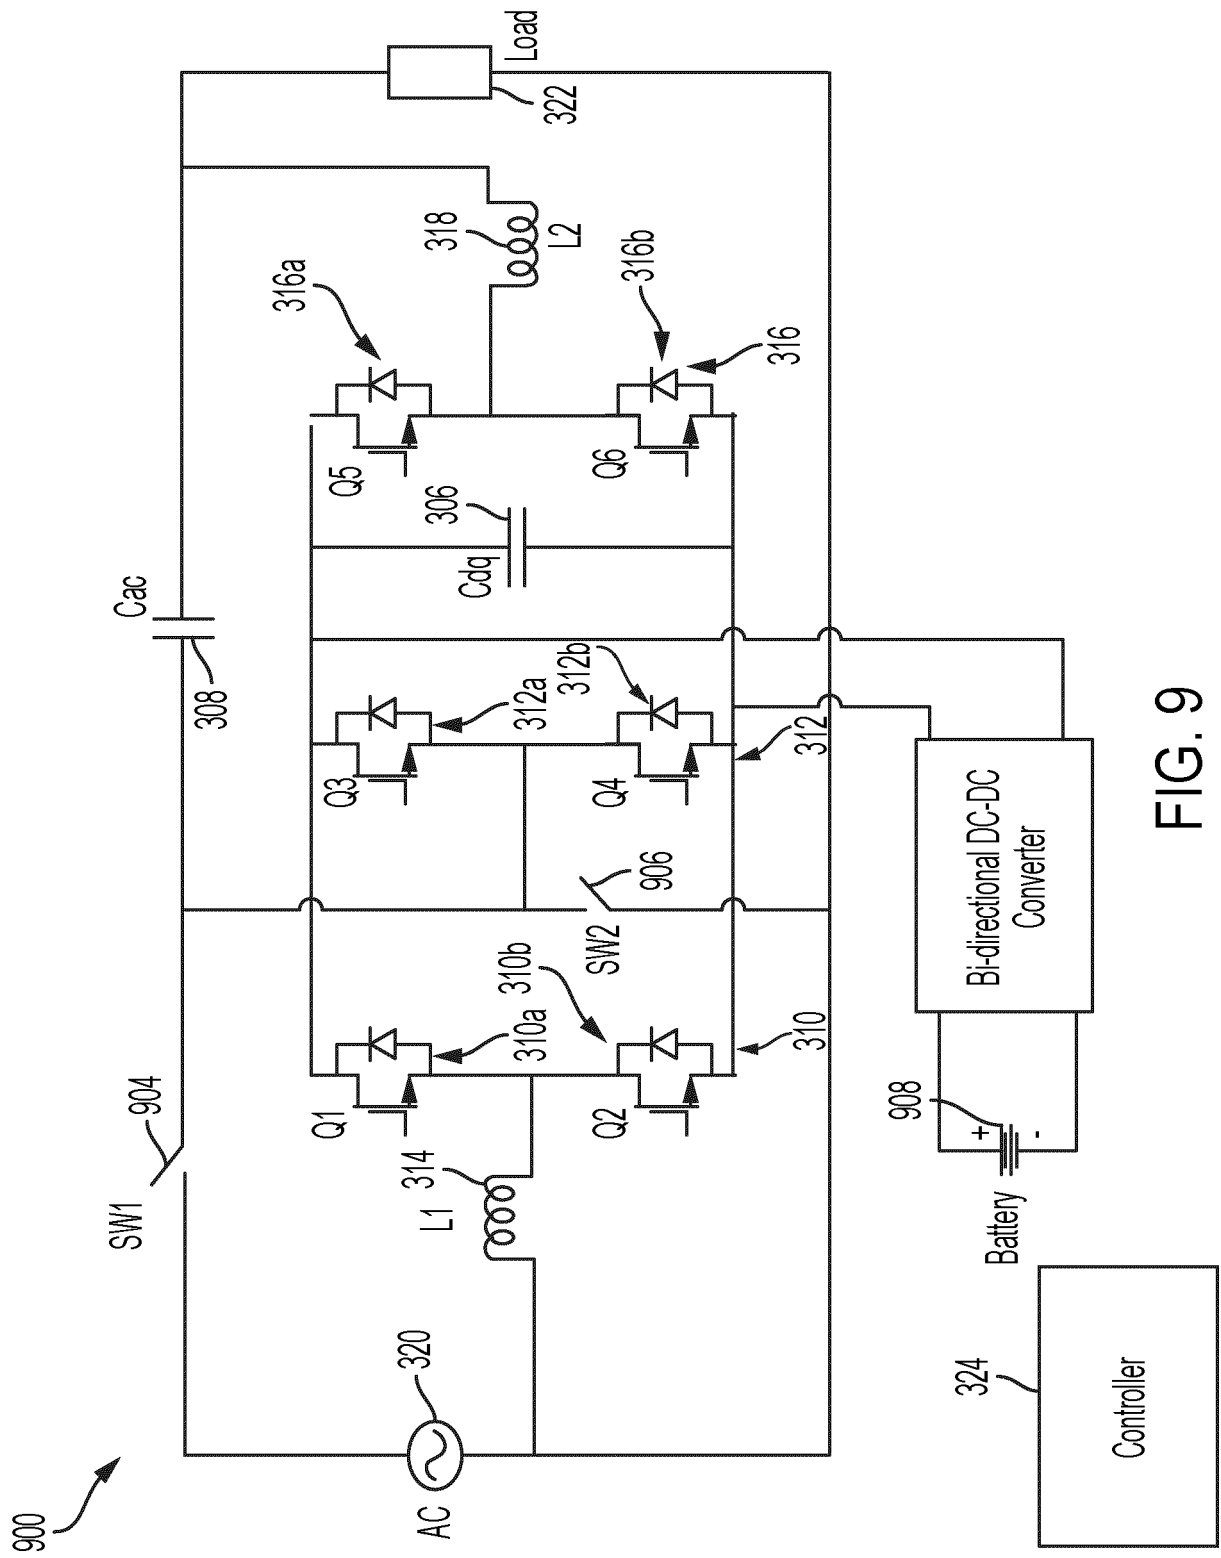 900
SW1
904
Cac
308
Load
322
AC
320
L1
314
Q1
310a
Q2
310b
310
SW2
906
Q3
312a
Q4
312b
312
Cdq
306
Q5
316a
Q6
316b
316
318
L2
Battery
908
+
-
Bi-directional DC-DC
Converter
Controller
324
FIG. 9